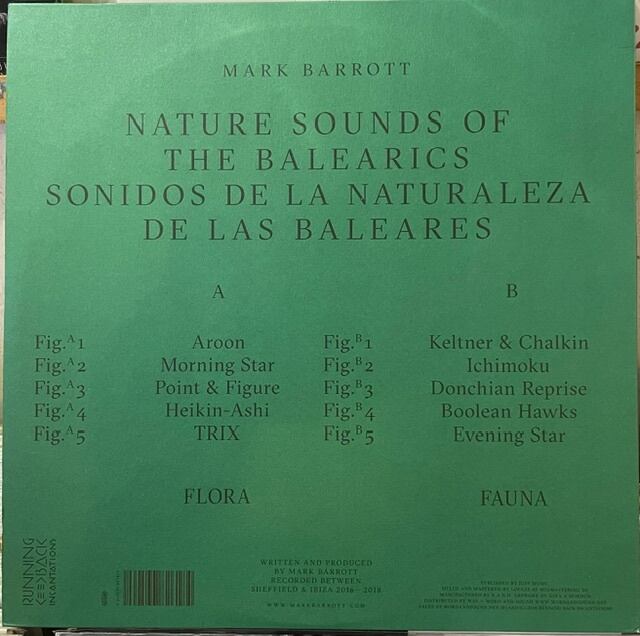 MARK BARROTT
NATURE SOUNDS OF
THE BALEARICS
SONIDOS DE LA NATURALEZA
DE LAS BALEARES
A
Fig.ᴬ1 Aroon
Fig.ᴬ2 Morning Star
Fig.ᴬ3 Point & Figure
Fig.ᴬ4 Heikin-Ashi
Fig.ᴬ5 TRIX
FLORA
B
Fig.ᴮ1 Keltner & Chalkin
Fig.ᴮ2 Ichimoku
Fig.ᴮ3 Donchian Reprise
Fig.ᴮ4 Boolean Hawks
Fig.ᴮ5 Evening Star
FAUNA
RUNNING
BACK
INCANTATIONS
WRITTEN AND PRODUCED
BY MARK BARROTT
RECORDED BETWEEN
SHEFFIELD & IBIZA 2016–2018
WWW.MARKBARROTT.COM